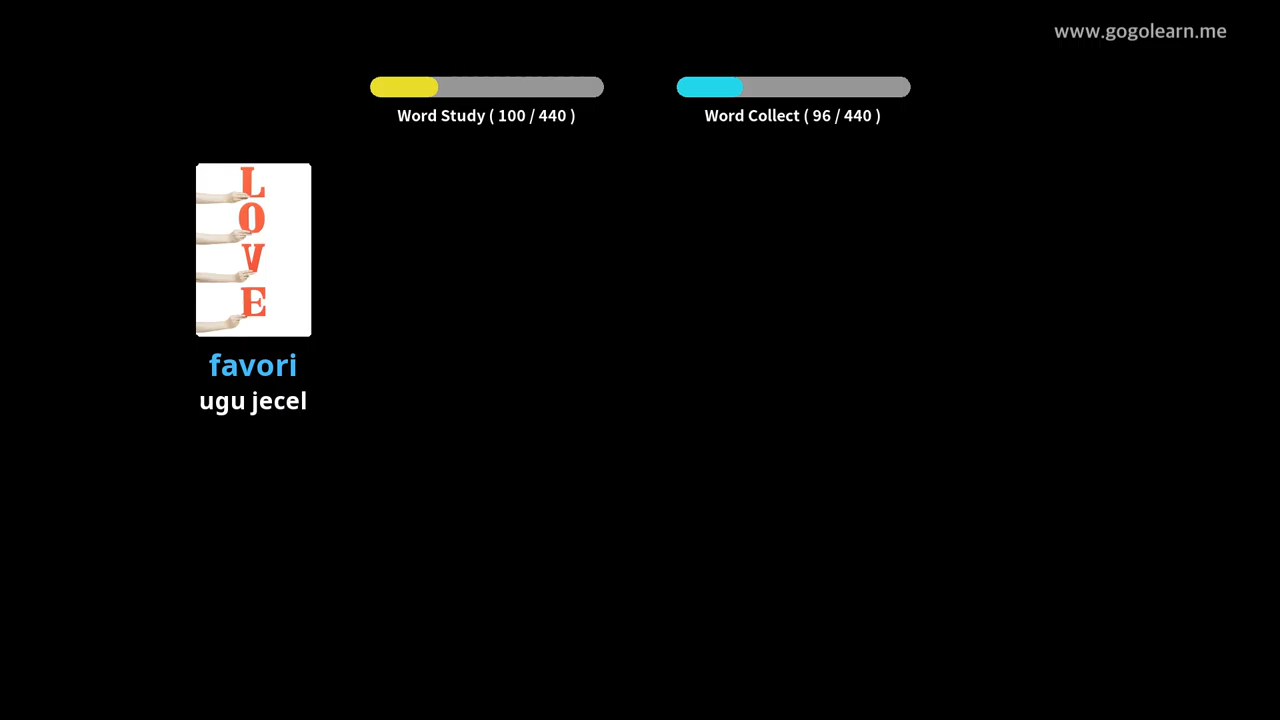 www.gogolearn.me
Word Study ( 100 / 440 )
Word Collect ( 96 / 440 )
L
O
V
E
favori
ugu jecel